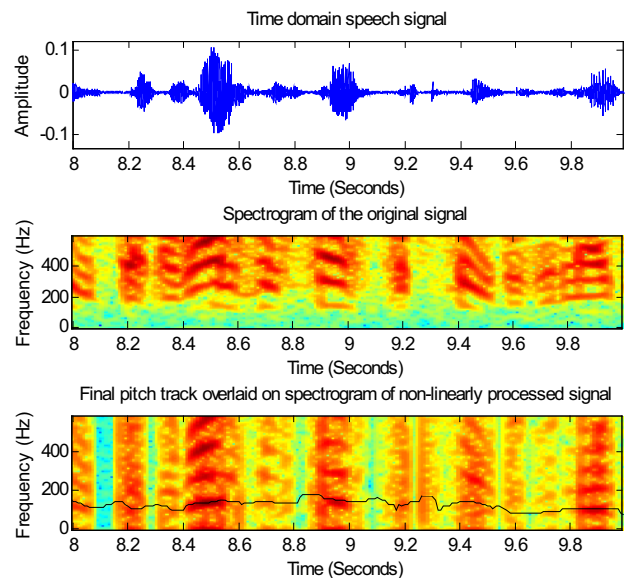 Time domain speech signal
Amplitude
0.1
0
-0.1
8 8.2 8.4 8.6 8.8 9 9.2 9.4 9.6 9.8
Time (Seconds)
Spectrogram of the original signal
Frequency (Hz)
400
200
0
8 8.2 8.4 8.6 8.8 9 9.2 9.4 9.6 9.8
Time (Seconds)
Final pitch track overlaid on spectrogram of non-linearly processed signal
Frequency (Hz)
400
200
0
8 8.2 8.4 8.6 8.8 9 9.2 9.4 9.6 9.8
Time (Seconds)